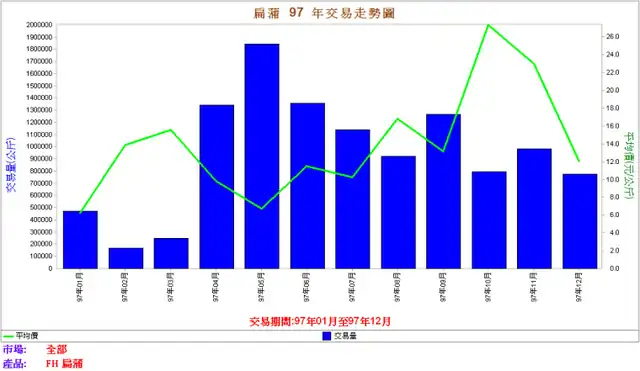 扁蒲 97 年交易走勢圖
交易量(公斤)
2000000
1900000
1800000
1700000
1600000
1500000
1400000
1300000
1200000
1100000
1000000
900000
800000
700000
600000
500000
400000
300000
200000
100000
0
平均價(元/公斤)
26.0
24.0
22.0
20.0
18.0
16.0
14.0
12.0
10.0
8.0
6.0
4.0
2.0
0.0
97年01月
97年02月
97年03月
97年04月
97年05月
97年06月
97年07月
97年08月
97年09月
97年10月
97年11月
97年12月
交易期間:97年01月至97年12月
平均價 交易量
市場: 全部
產品: FH 扁蒲